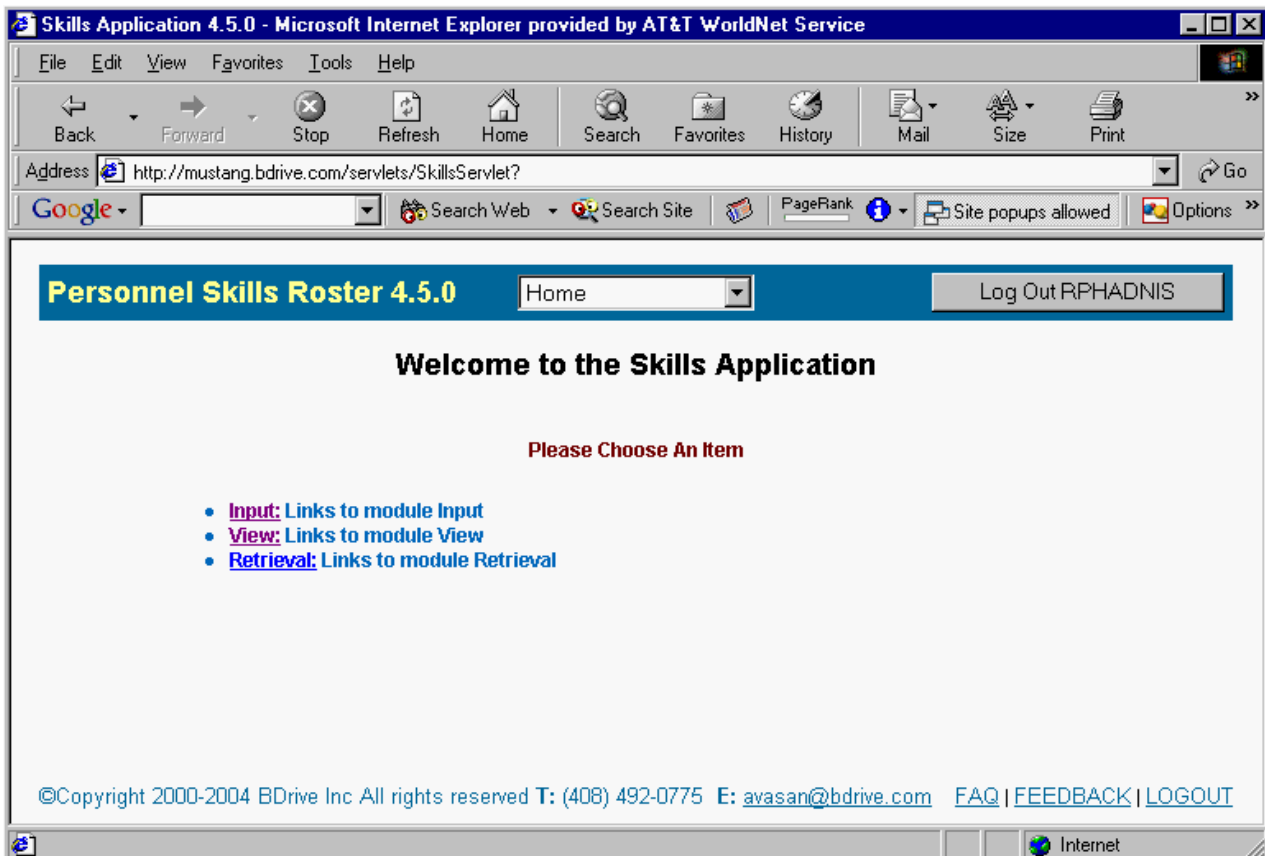 Skills Application 4.5.0 - Microsoft Internet Explorer provided by AT&T WorldNet Service
File Edit View Favorites Tools Help
Back Forward Stop Refresh Home Search Favorites History Mail Size Print »
Address http://mustang.bdrive.com/servlets/SkillsServlet? Go
Google Search Web Search Site PageRank Site popups allowed Options »
Personnel Skills Roster 4.5.0 Home Log Out RPHADNIS
Welcome to the Skills Application
Please Choose An Item
• Input: Links to module Input
• View: Links to module View
• Retrieval: Links to module Retrieval
©Copyright 2000-2004 BDrive Inc All rights reserved T: (408) 492-0775 E: avasan@bdrive.com FAQ | FEEDBACK | LOGOUT
Internet